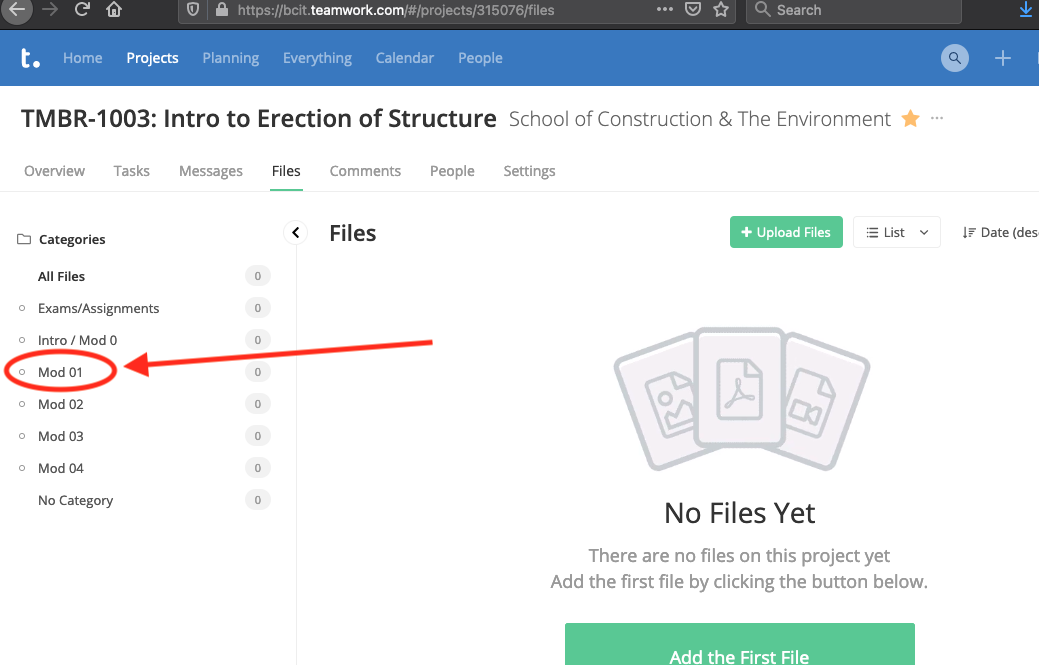 https://bcit.teamwork.com/#/projects/315076/files
Search
t.
Home Projects Planning Everything Calendar People
TMBR-1003: Intro to Erection of Structure School of Construction & The Environment
Overview Tasks Messages Files Comments People Settings
Categories
All Files 0
Exams/Assignments 0
Intro / Mod 0 0
Mod 01 0
Mod 02 0
Mod 03 0
Mod 04 0
No Category 0
Files
+ Upload Files
List
Date (des
No Files Yet
There are no files on this project yet
Add the first file by clicking the button below.
Add the First File